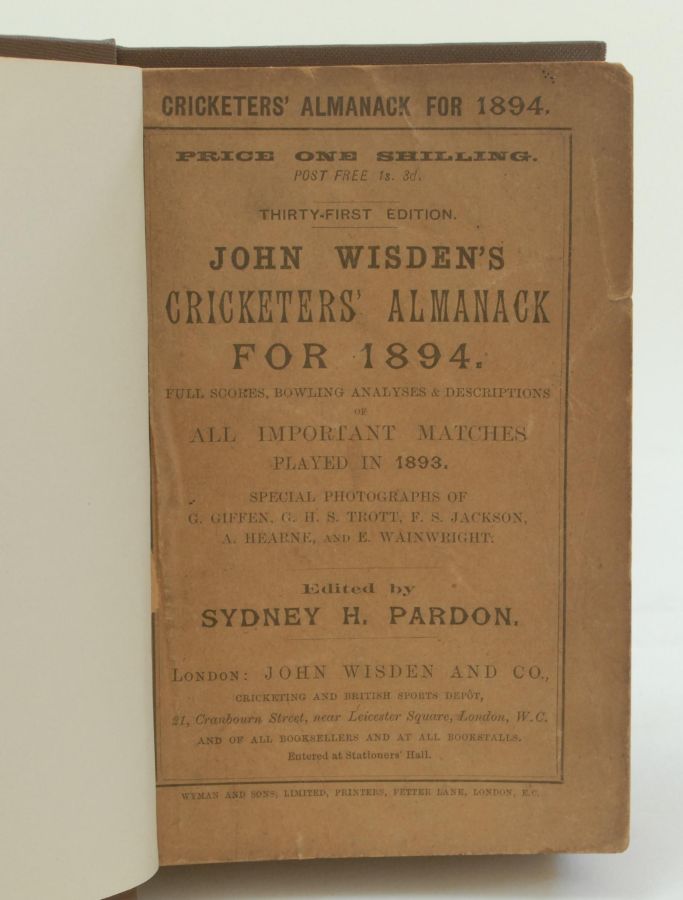 CRICKETERS' ALMANACK FOR 1894.
PRICE ONE SHILLING.
POST FREE 1s. 3d.
THIRTY-FIRST EDITION.
JOHN WISDEN'S
CRICKETERS' ALMANACK
FOR 1894.
FULL SCORES, BOWLING ANALYSES & DESCRIPTIONS
OF
ALL IMPORTANT MATCHES
PLAYED IN 1893.
SPECIAL PHOTOGRAPHS OF
G. GIFFEN, G. H. S. TROTT, F. S. JACKSON,
A. HEARNE, AND E. WAINWRIGHT.
Edited by
SYDNEY H. PARDON.
LONDON: JOHN WISDEN AND CO.,
CRICKETING AND BRITISH SPORTS DEPÔT,
21, Cranbourn Street, near Leicester Square, London, W.C.
AND OF ALL BOOKSELLERS AND AT ALL BOOKSTALLS.
Entered at Stationers' Hall.
WYMAN AND SONS, LIMITED, PRINTERS, FETTER LANE, LONDON, E.C.